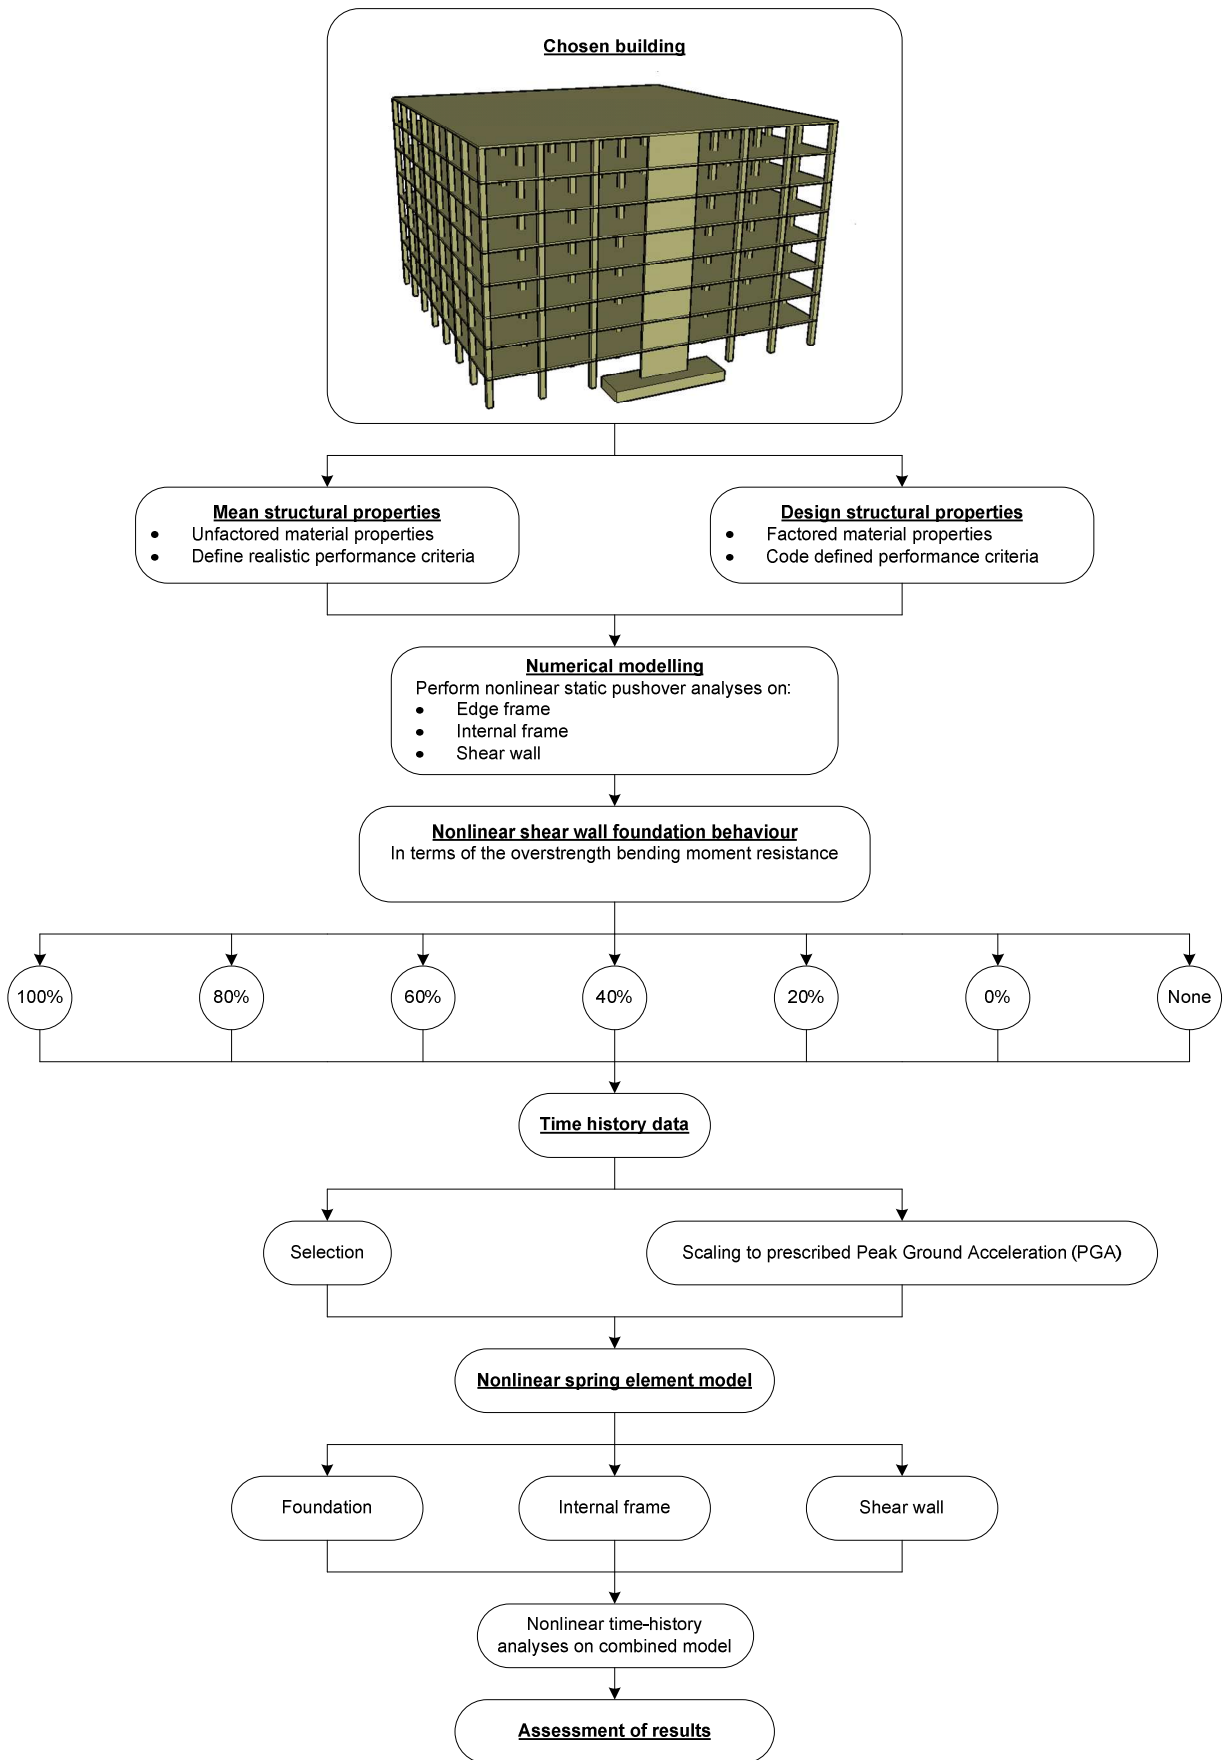 Chosen building
Mean structural properties
• Unfactored material properties
• Define realistic performance criteria
Design structural properties
• Factored material properties
• Code defined performance criteria
Numerical modelling
Perform nonlinear static pushover analyses on:
• Edge frame
• Internal frame
• Shear wall
Nonlinear shear wall foundation behaviour
In terms of the overstrength bending moment resistance
100%
80%
60%
40%
20%
0%
None
Time history data
Selection
Scaling to prescribed Peak Ground Acceleration (PGA)
Nonlinear spring element model
Foundation
Internal frame
Shear wall
Nonlinear time-history
analyses on combined model
Assessment of results